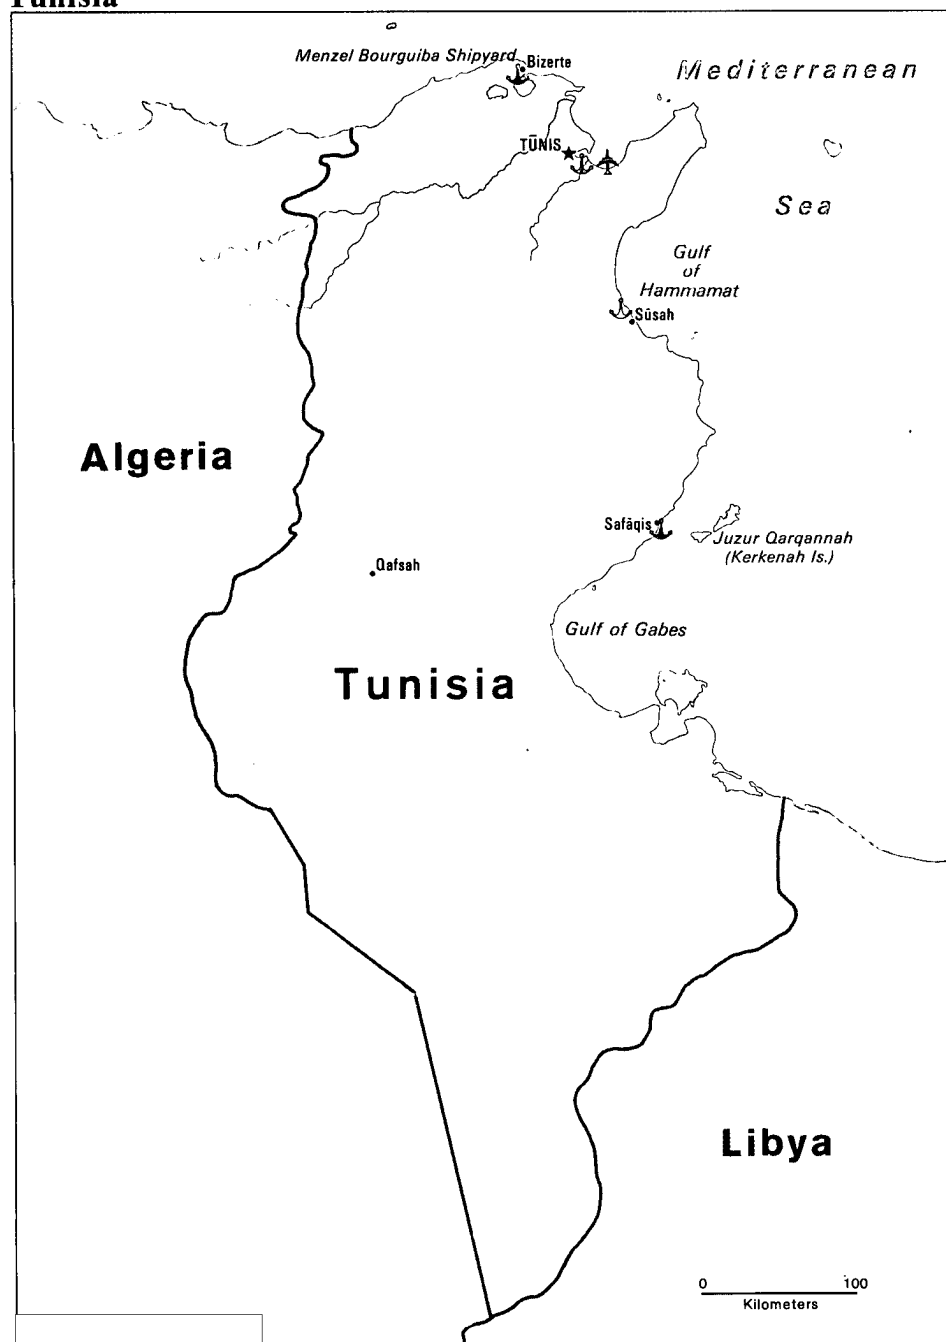 Tunisia
Menzel Bourguiba Shipyard
Bizerte
Mediterranean
Sea
TŪNIS
Gulf
of
Hammamat
Sūsah
Algeria
Safāqis
Juzur Qarqannah
(Kerkenah Is.)
Qafsah
Gulf of Gabes
Tunisia
Libya
0 100
Kilometers